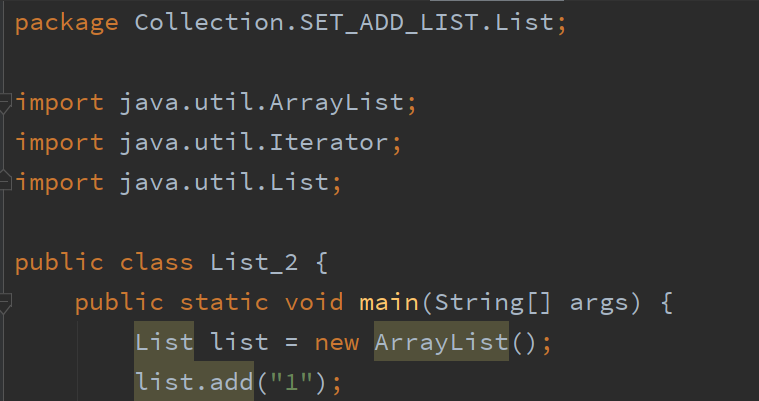 package Collection.SET_ADD_LIST.List;
import java.util.ArrayList;
import java.util.Iterator;
import java.util.List;
public class List_2 {
public static void main(String[] args) {
List list = new ArrayList();
list.add("1");